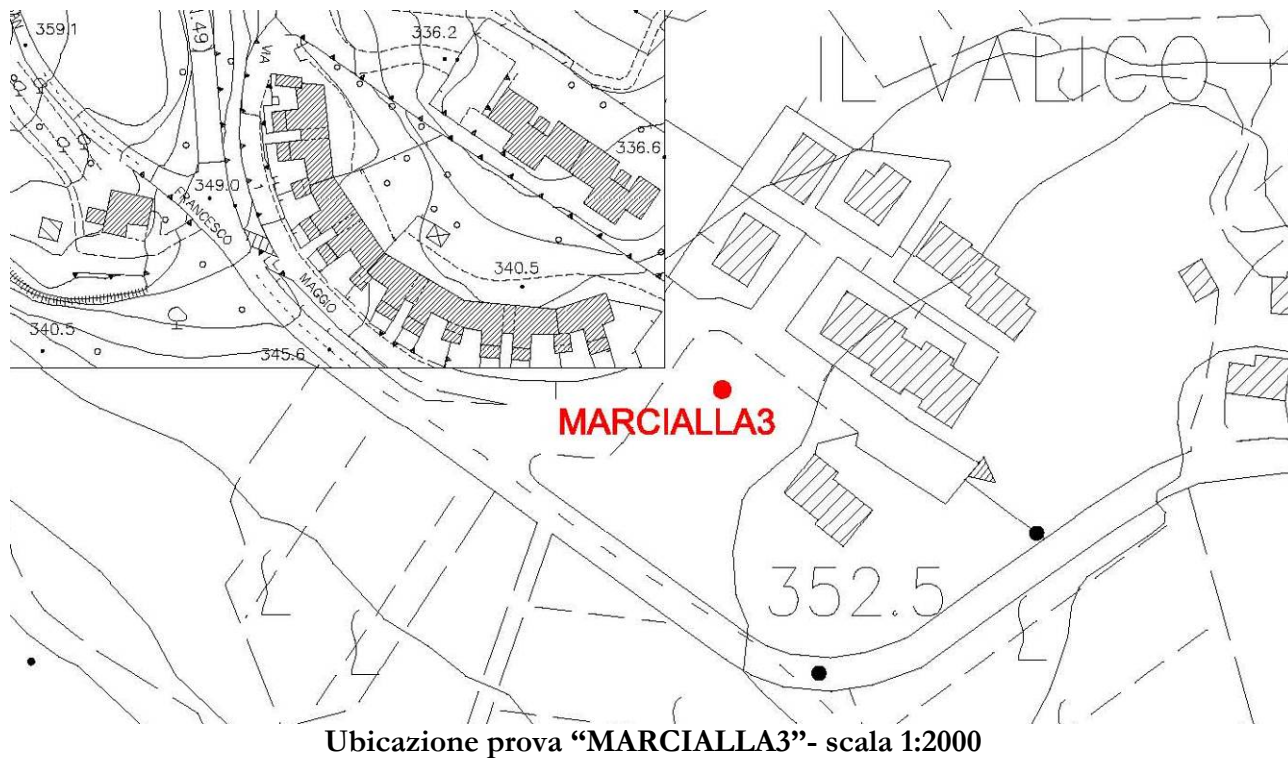 359.1
.49)
VIA
336.2
IL VALICO
336.6
349.0
FRANCESCO
340.5
MAGGIO
340.5
345.6
MARCIALLA3
352.5
Ubicazione prova “MARCIALLA3”- scala 1:2000